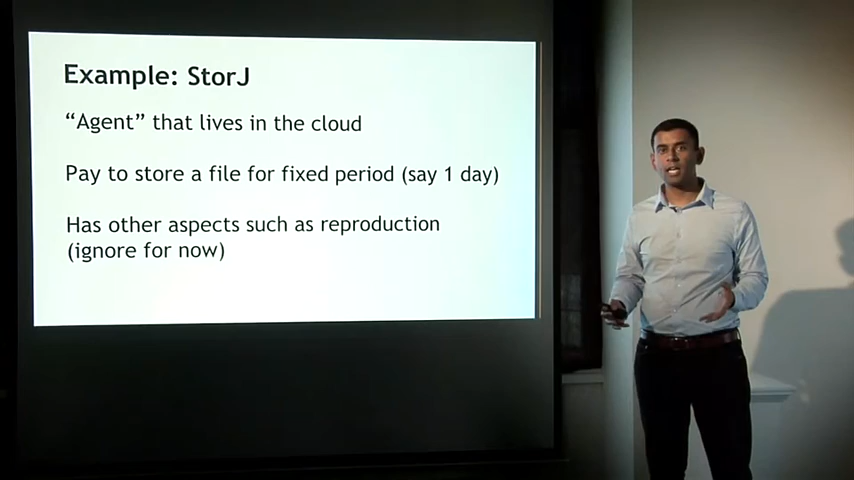 Example: StorJ
“Agent” that lives in the cloud
Pay to store a file for fixed period (say 1 day)
Has other aspects such as reproduction
(ignore for now)